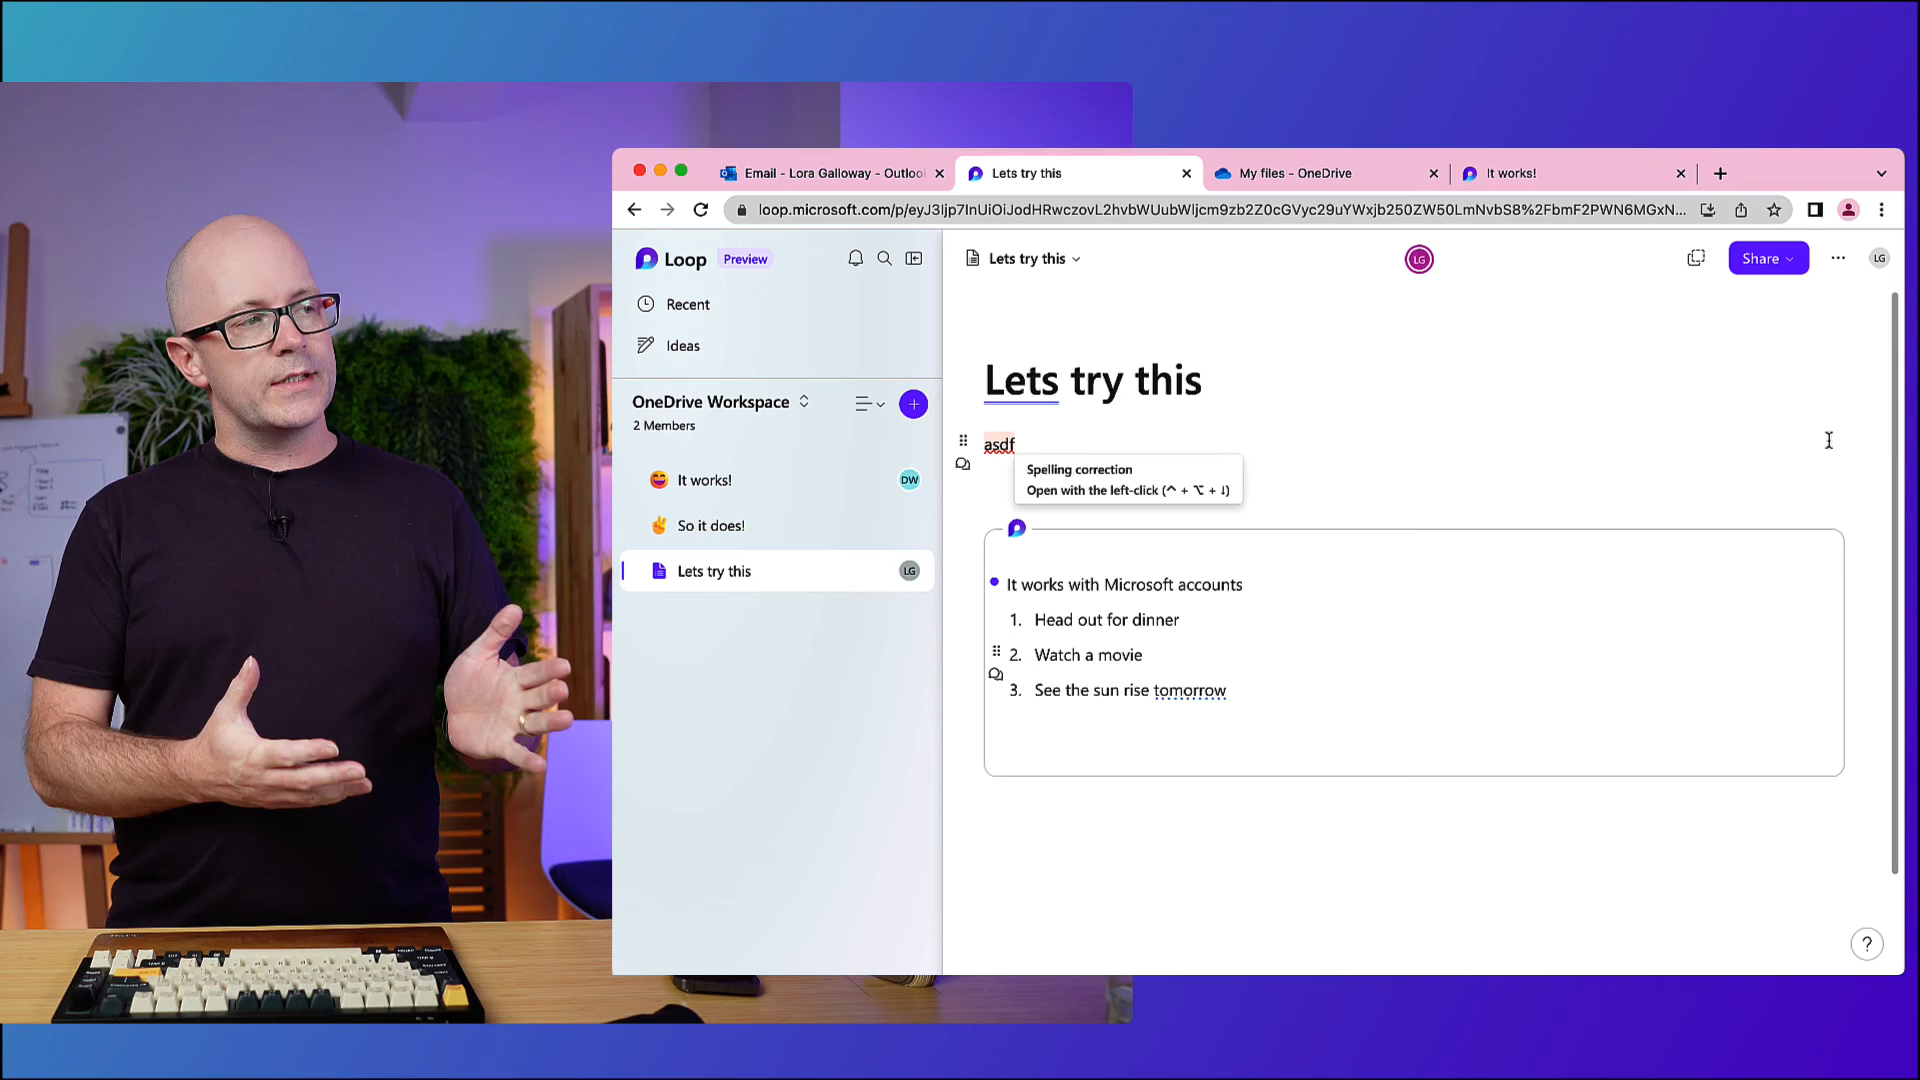 Email - Lora Galloway - Outloo
Lets try this
My files - OneDrive
It works!
loop.microsoft.com/p/eyJ3Ijp7InUiOiJodHRwczovL2hvbWUubWljcm9zb2Z0cGVyc29uYWxjb250ZW50LmNvbS8%2FbmF2PWN6MGxN...
Loop Preview
Recent
Ideas
OneDrive Workspace
2 Members
It works!
DW
So it does!
Lets try this
LG
Lets try this
LG
Share
LG
Lets try this
asdf
Spelling correction
Open with the left-click (^ + ⌥ + ↓)
It works with Microsoft accounts
1. Head out for dinner
2. Watch a movie
3. See the sun rise tomorrow
?